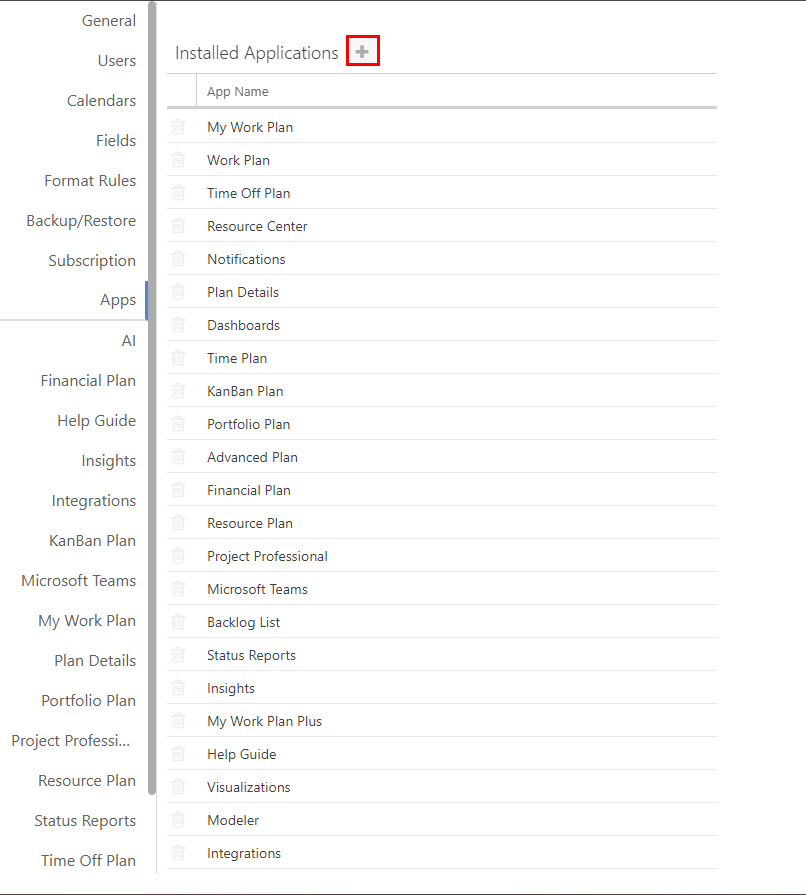 General
Users
Calendars
Fields
Format Rules
Backup/Restore
Subscription
Apps
AI
Financial Plan
Help Guide
Insights
Integrations
KanBan Plan
Microsoft Teams
My Work Plan
Plan Details
Portfolio Plan
Project Professi...
Resource Plan
Status Reports
Time Off Plan
Installed Applications
App Name
My Work Plan
Work Plan
Time Off Plan
Resource Center
Notifications
Plan Details
Dashboards
Time Plan
KanBan Plan
Portfolio Plan
Advanced Plan
Financial Plan
Resource Plan
Project Professional
Microsoft Teams
Backlog List
Status Reports
Insights
My Work Plan Plus
Help Guide
Visualizations
Modeler
Integrations